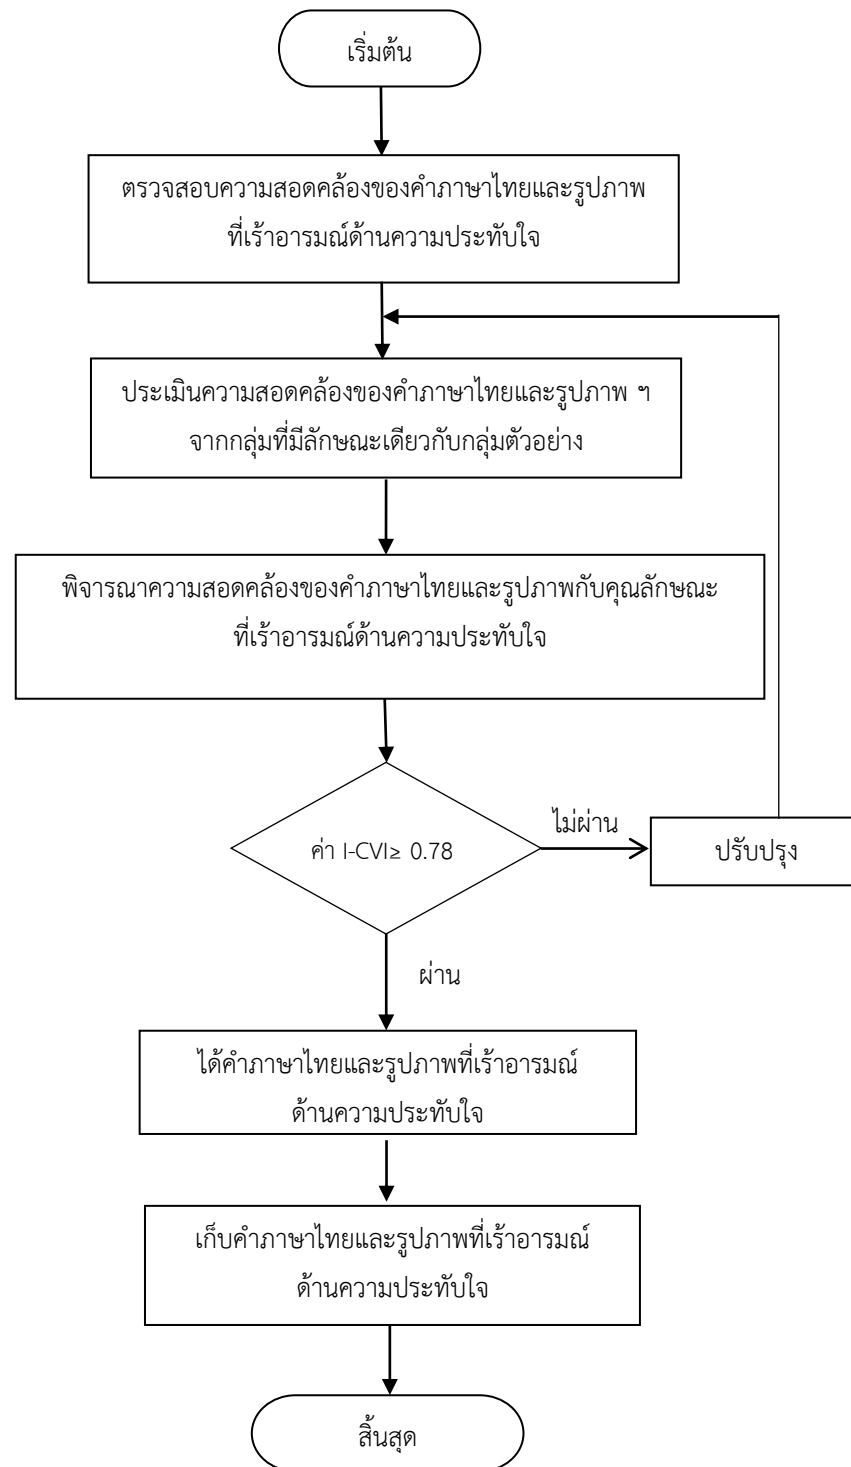 เริ่มต้น
ตรวจสอบความสอดคล้องของคำภาษาไทยและรูปภาพ
ที่เร้าอารมณ์ด้านความประทับใจ
ประเมินความสอดคล้องของคำภาษาไทยและรูปภาพ ฯ
จากกลุ่มที่มีลักษณะเดียวกับกลุ่มตัวอย่าง
พิจารณาความสอดคล้องของคำภาษาไทยและรูปภาพกับคุณลักษณะ
ที่เร้าอารมณ์ด้านความประทับใจ
ค่า I-CVI≥ 0.78
ไม่ผ่าน
ปรับปรุง
ผ่าน
ได้คำภาษาไทยและรูปภาพที่เร้าอารมณ์
ด้านความประทับใจ
เก็บคำภาษาไทยและรูปภาพที่เร้าอารมณ์
ด้านความประทับใจ
สิ้นสุด